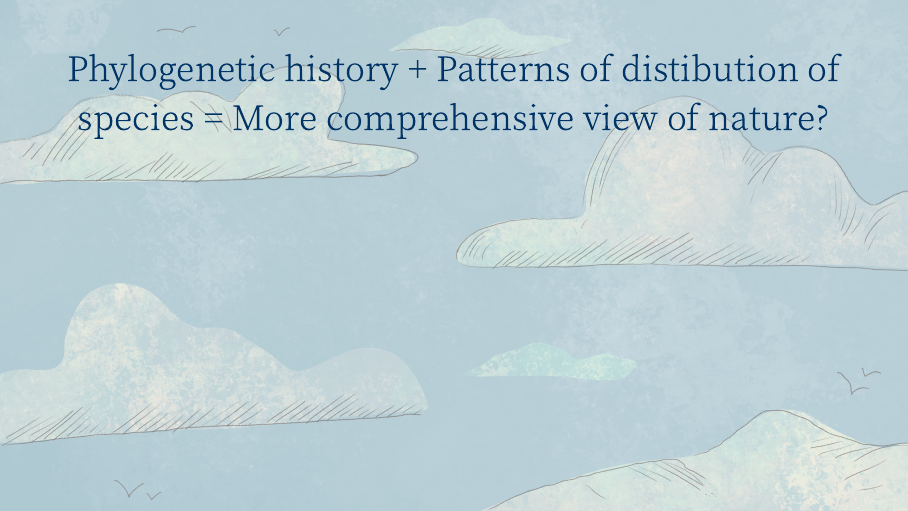 Phylogenetic history + Patterns of distibution of
species = More comprehensive view of nature?